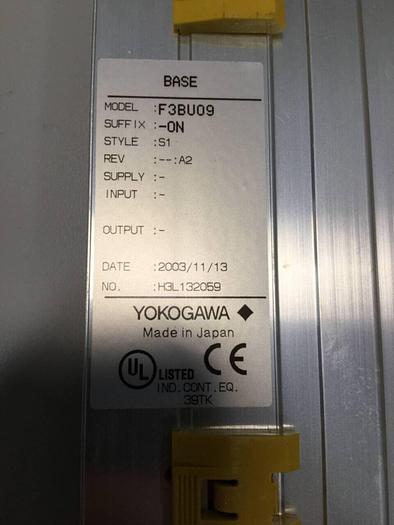 BASE
MODEL :F3BU09
SUFFIX :-0N
STYLE :S1
REV :--:A2
SUPPLY :-
INPUT :-
OUTPUT :-
DATE :2003/11/13
NO. :H3L132059
YOKOGAWA
Made in Japan
UL LISTED CE
IND.CONT.EQ.
39TK